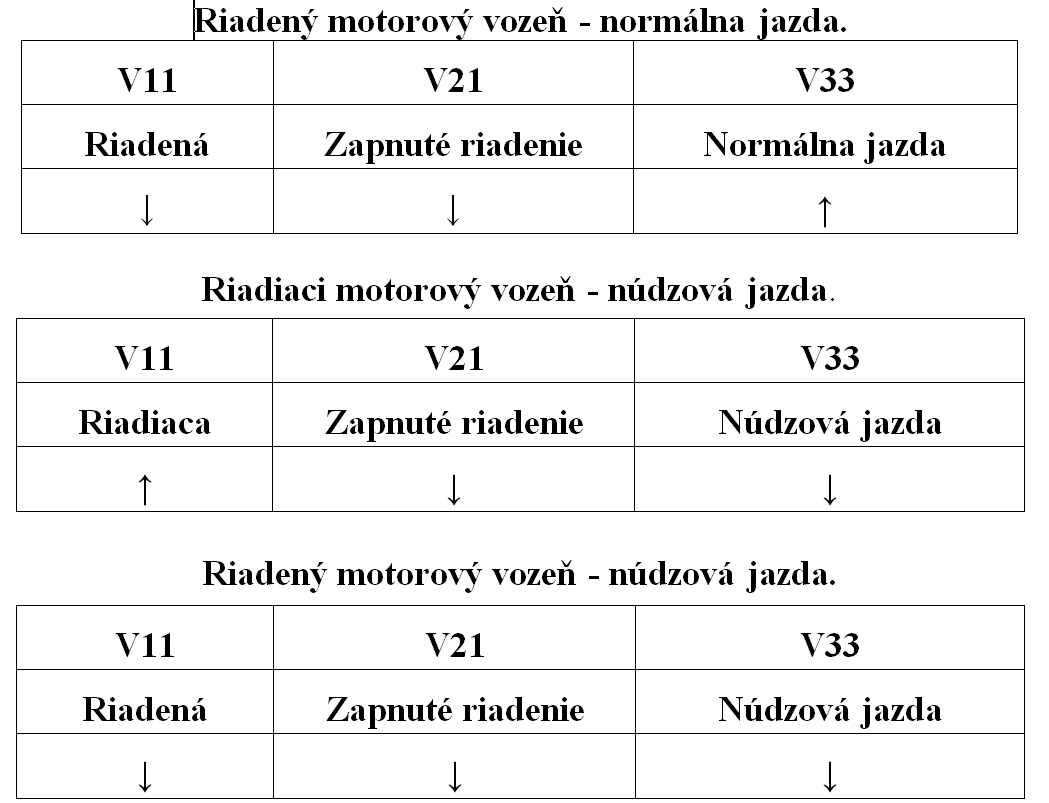 Riadený motorový vozeň - normálna jazda.
V11 V21 V33
Riadená Zapnuté riadenie Normálna jazda
↓ ↓ ↑
Riadiaci motorový vozeň - núdzová jazda.
V11 V21 V33
Riadiaca Zapnuté riadenie Núdzová jazda
↑ ↓ ↓
Riadený motorový vozeň - núdzová jazda.
V11 V21 V33
Riadená Zapnuté riadenie Núdzová jazda
↓ ↓ ↓